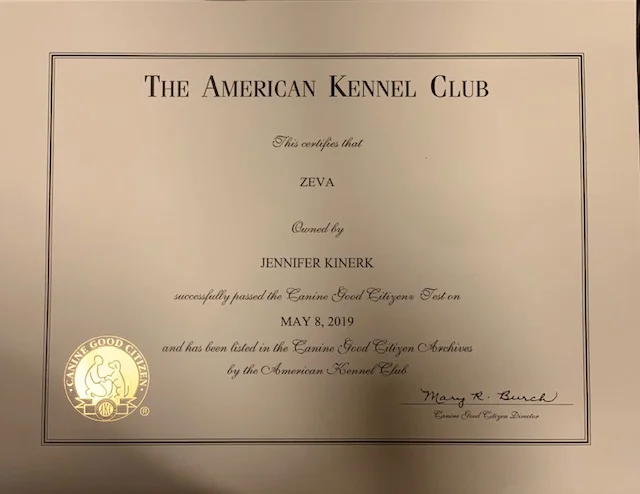 THE AMERICAN KENNEL CLUB
This certifies that
ZEVA
Owned by
JENNIFER KINERK
successfully passed the Canine Good Citizen® Test on
MAY 8, 2019
and has been listed in the Canine Good Citizen Archives
by the American Kennel Club
CANINE GOOD CITIZEN
AKC
®
Mary R. Burch
Canine Good Citizen Director